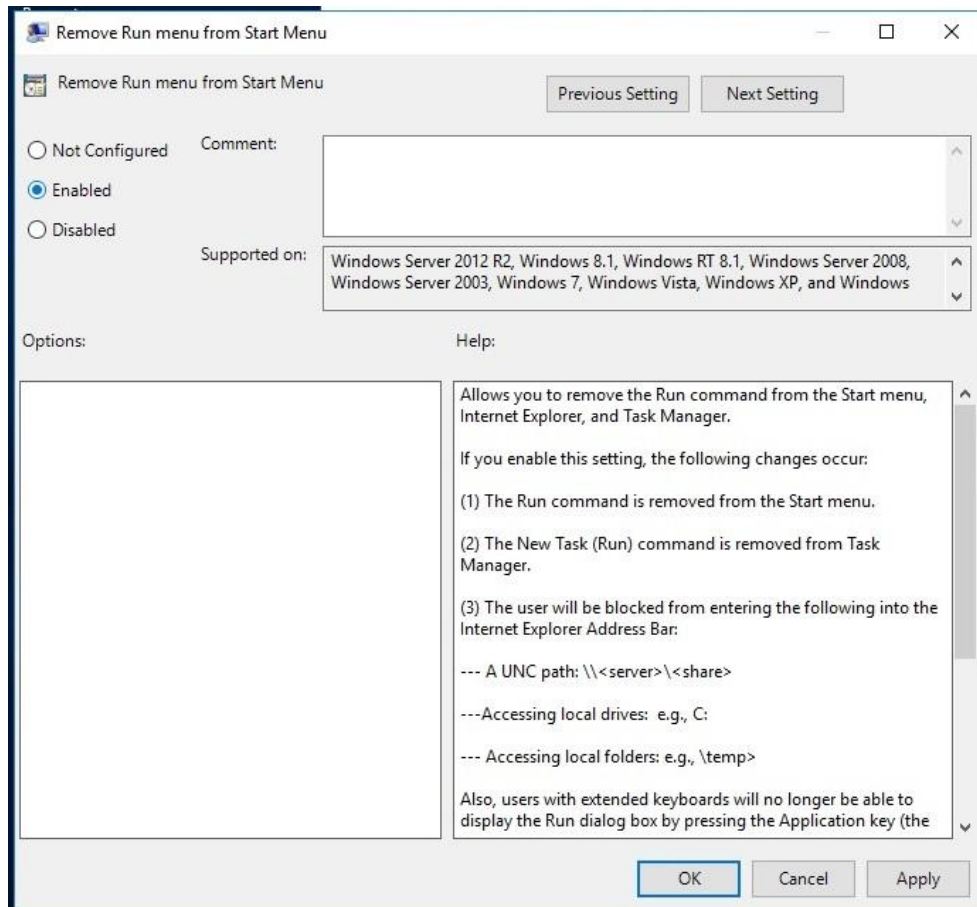 Remove Run menu from Start Menu
Remove Run menu from Start Menu
Previous Setting
Next Setting
Not Configured
Comment:
Enabled
Disabled
Supported on:
Windows Server 2012 R2, Windows 8.1, Windows RT 8.1, Windows Server 2008,
Windows Server 2003, Windows 7, Windows Vista, Windows XP, and Windows
Options:
Help:
Allows you to remove the Run command from the Start menu,
Internet Explorer, and Task Manager.
If you enable this setting, the following changes occur:
(1) The Run command is removed from the Start menu.
(2) The New Task (Run) command is removed from Task
Manager.
(3) The user will be blocked from entering the following into the
Internet Explorer Address Bar:
--- A UNC path: \\<server>\<share>
---Accessing local drives:  e.g., C:
--- Accessing local folders: e.g., \temp>
Also, users with extended keyboards will no longer be able to
display the Run dialog box by pressing the Application key (the
OK
Cancel
Apply